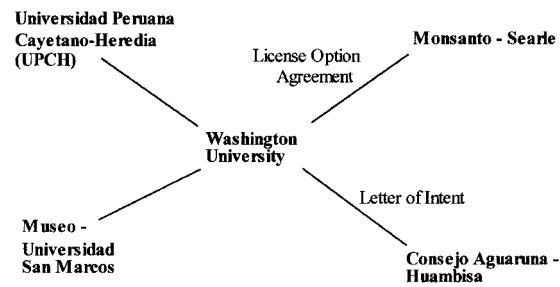 Universidad Peruana
Cayetano-Heredia
(UPCH)
License Option
Agreement
Monsanto - Searle
Washington
University
Museo -
Universidad
San Marcos
Letter of Intent
Consejo Aguaruna -
Huambisa